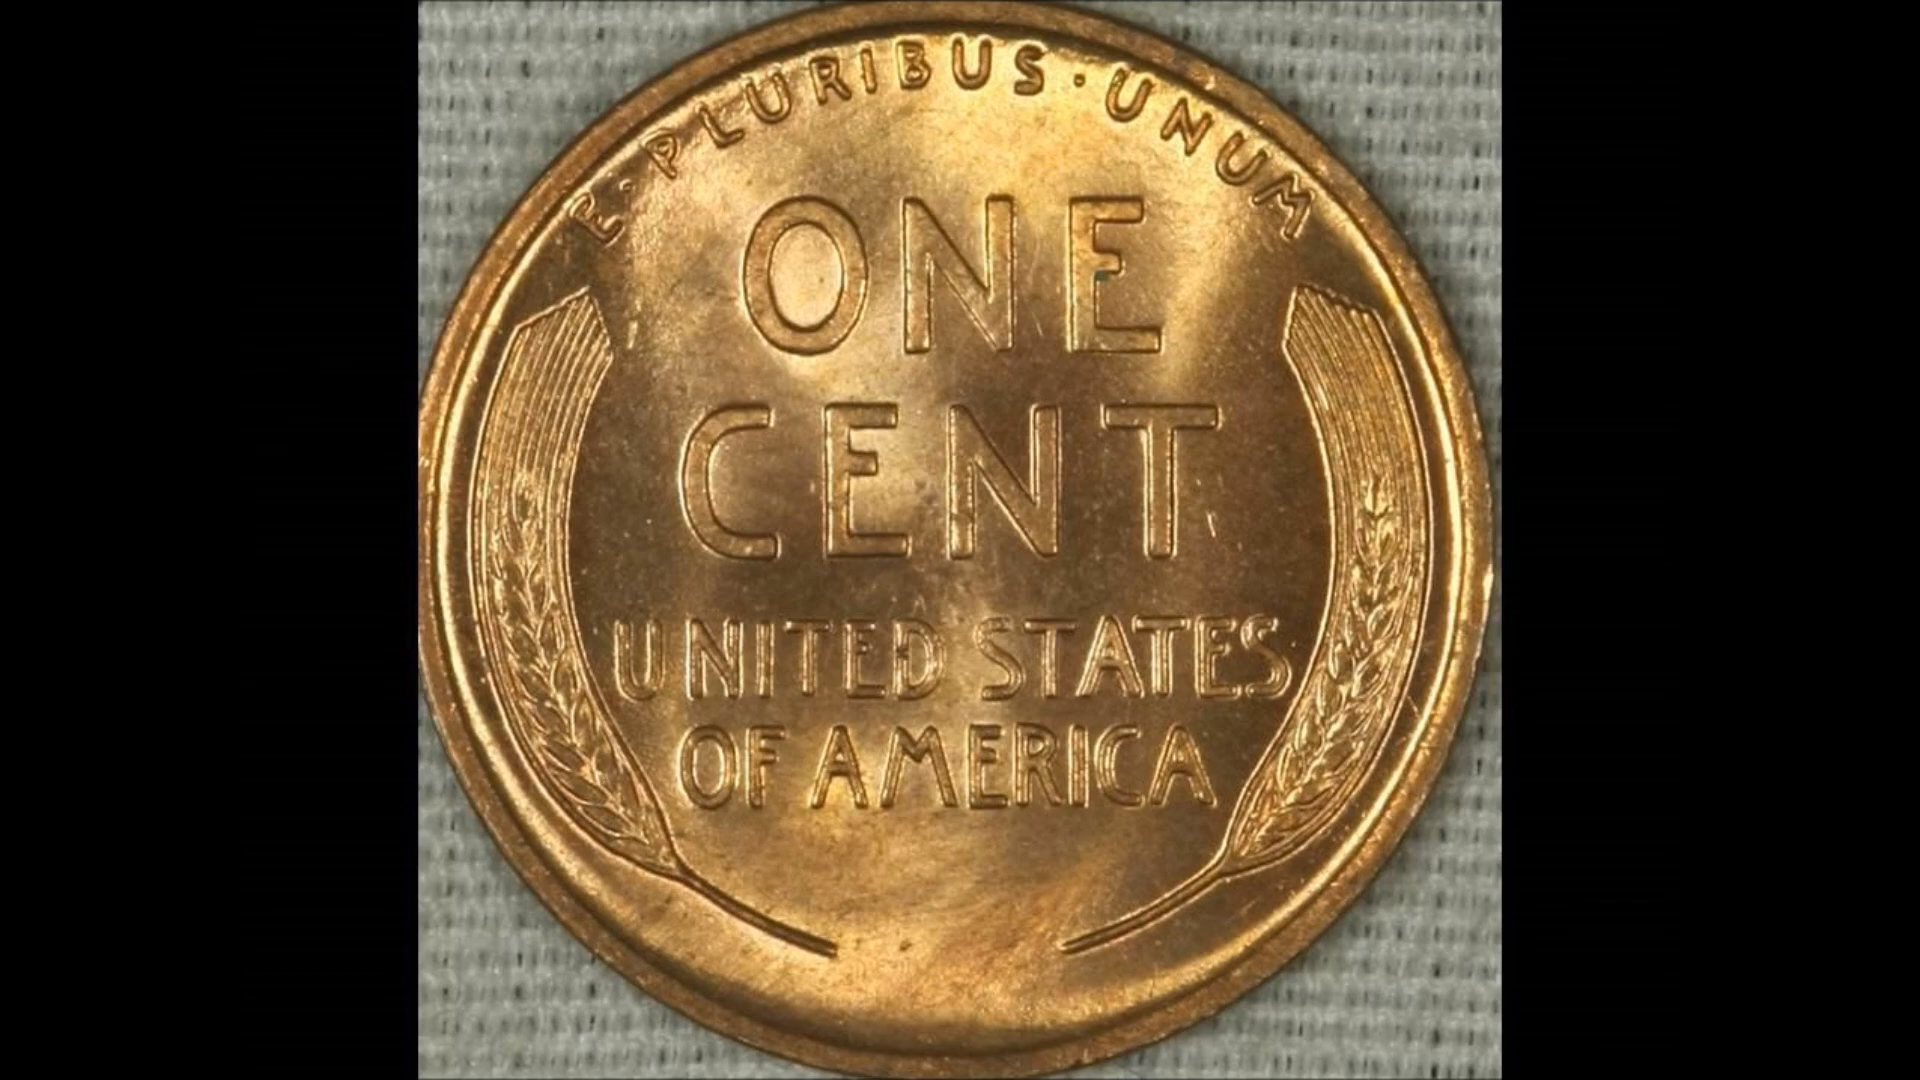 E·PLURIBUS·UNUM
ONE
CENT
UNITED STATES
OF AMERICA